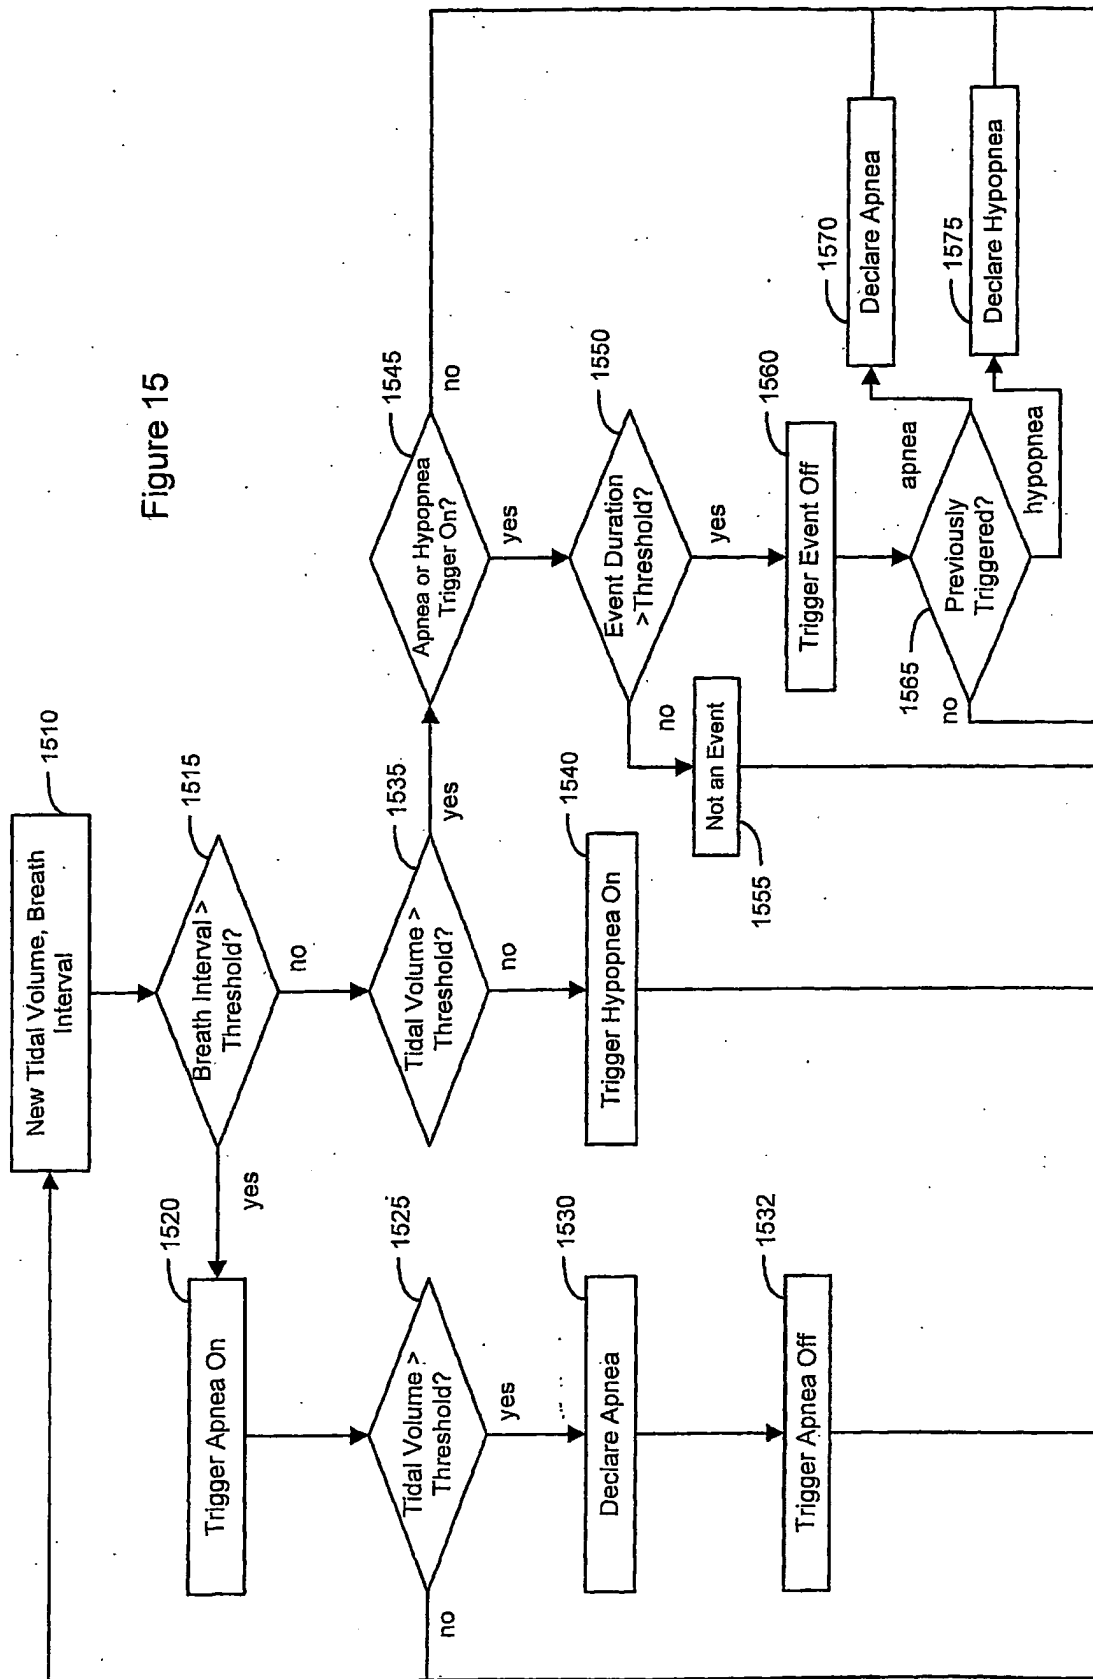 Figure 15
1510
New Tidal Volume, Breath
Interval
1515
Breath Interval >
Threshold?
yes
no
1520
Trigger Apnea On
1525
Tidal Volume >
Threshold?
no
yes
1530
Declare Apnea
1532
Trigger Apnea Off
1535
Tidal Volume >
Threshold?
yes
no
1540
Trigger Hypopnea On
1545
Apnea or Hypopnea
Trigger On?
no
yes
1550
Event Duration
>Threshold?
no
yes
Not an Event
1555
1560
Trigger Event Off
1565
Previously
Triggered?
no
apnea
hypopnea
1570
Declare Apnea
1575
Declare Hypopnea